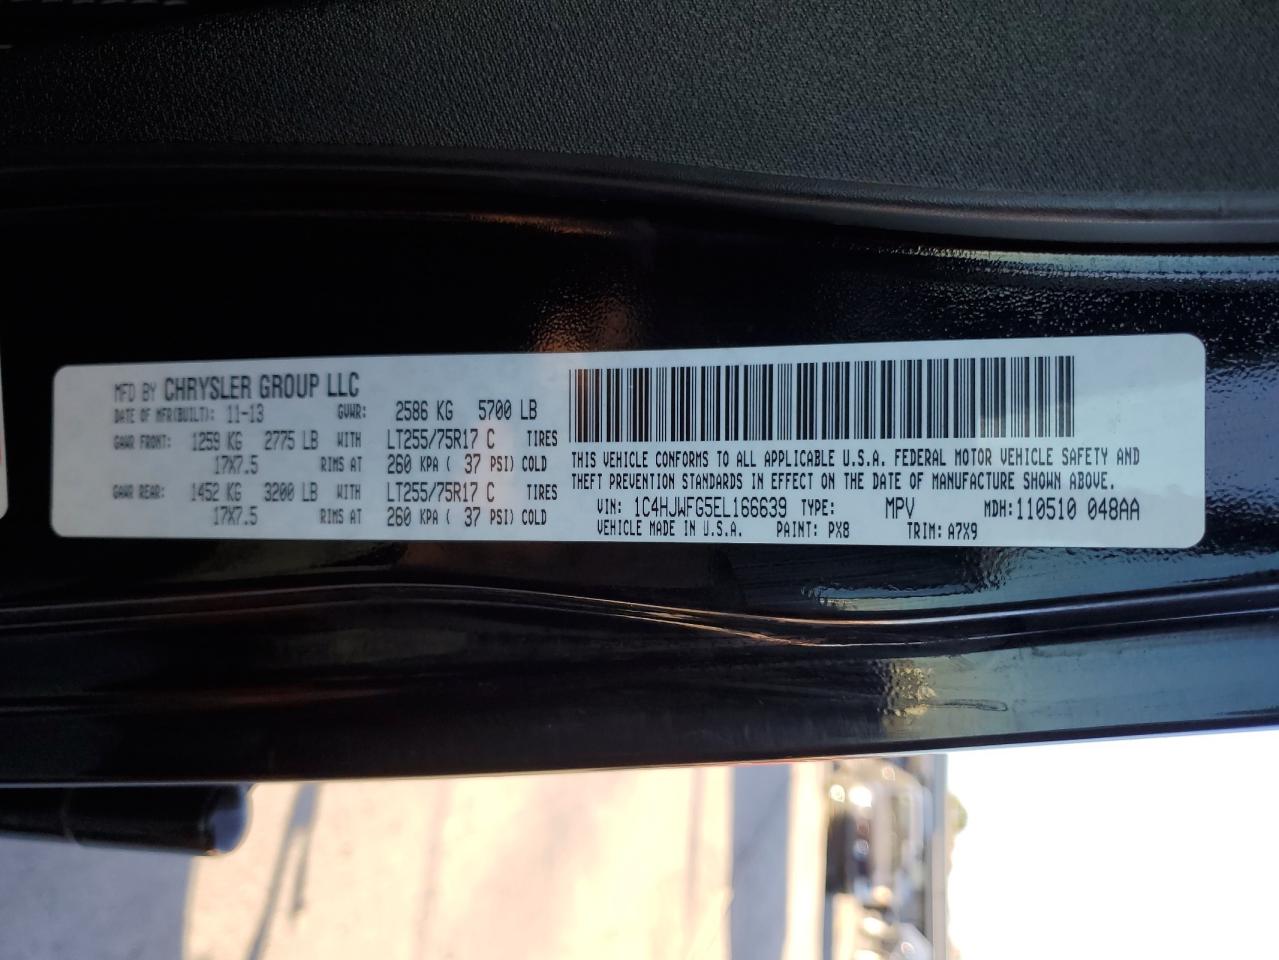 MFD BY CHRYSLER GROUP LLC
DATE OF MFR(BUILT): 11-13 GVWR: 2586 KG 5700 LB
GAWR FRONT: 1259 KG 2775 LB WITH LT255/75R17 C TIRES
17X7.5 RIMS AT 260 KPA ( 37 PSI) COLD
GAWR REAR: 1452 KG 3200 LB WITH LT255/75R17 C TIRES
17X7.5 RIMS AT 260 KPA ( 37 PSI) COLD
THIS VEHICLE CONFORMS TO ALL APPLICABLE U.S.A. FEDERAL MOTOR VEHICLE SAFETY AND
THEFT PREVENTION STANDARDS IN EFFECT ON THE DATE OF MANUFACTURE SHOWN ABOVE.
VIN: 1C4HJWFG5EL166639 TYPE: MPV MDH:110510 048AA
VEHICLE MADE IN U.S.A. PAINT: PX8 TRIM: A7X9